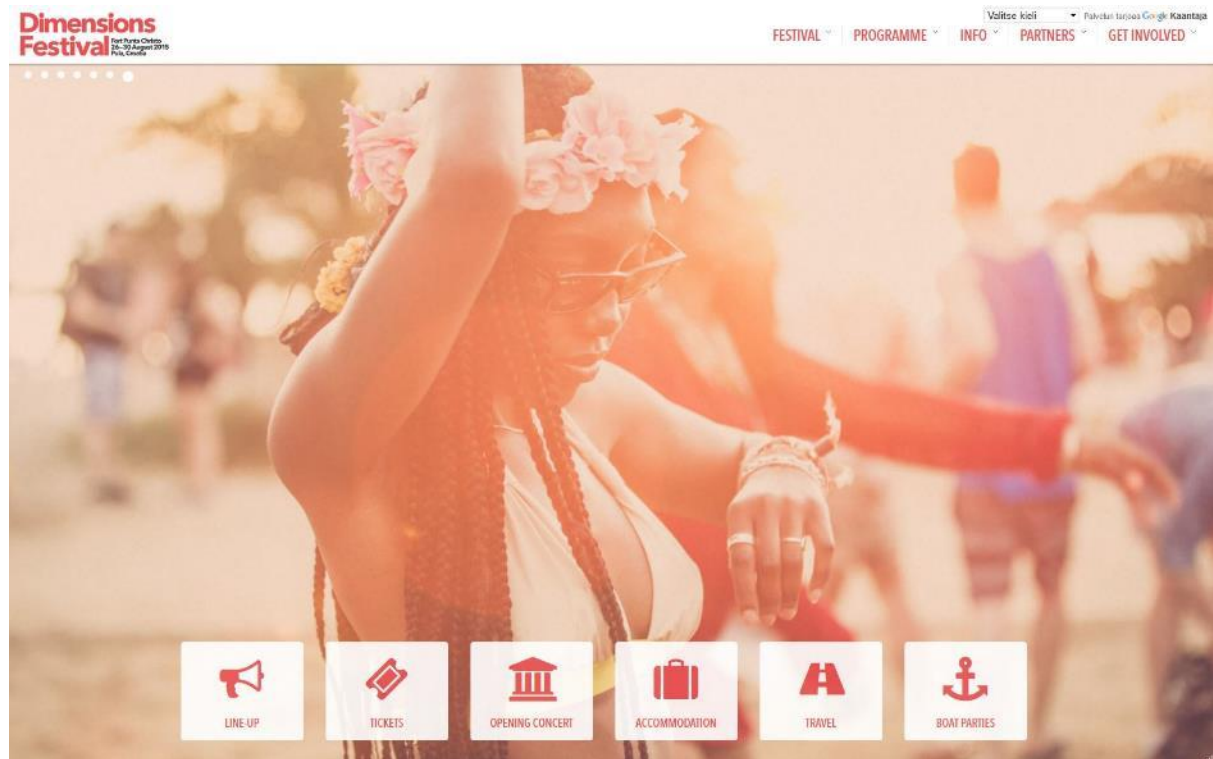 Dimensions
Festival
Fort Punta Christo
26–30 August 2015
Pula, Croatia
Valitse kieli
Palvelun tarjoaa Google Kääntäjä
FESTIVAL
PROGRAMME
INFO
PARTNERS
GET INVOLVED
LINE-UP
TICKETS
OPENING CONCERT
ACCOMMODATION
TRAVEL
BOAT PARTIES